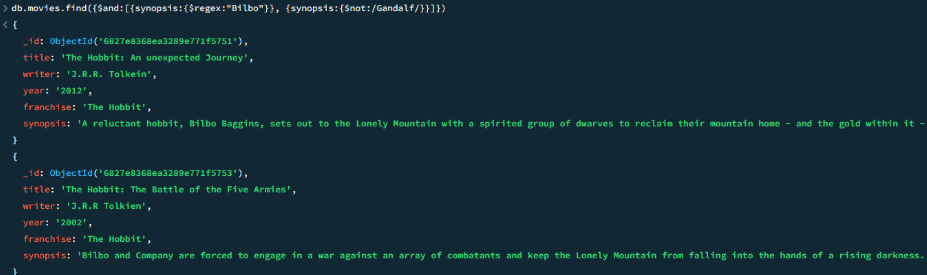 > db.movies.find({$and:[{synopsis:{$regex:"Bilbo"}}, {synopsis:{$not:/Gandalf/}}]})
< {
_id: ObjectId('6827e8368ea3289e771f5751'),
title: 'The Hobbit: An unexpected Journey',
writer: 'J.R.R. Tolkein',
year: '2012',
franchise: 'The Hobbit',
synopsis: 'A reluctant hobbit, Bilbo Baggins, sets out to the Lonely Mountain with a spirited group of dwarves to reclaim their mountain home - and the gold within it -
}
{
_id: ObjectId('6827e8368ea3289e771f5753'),
title: 'The Hobbit: The Battle of the Five Armies',
writer: 'J.R.R Tolkien',
year: '2002',
franchise: 'The Hobbit',
synopsis: 'Bilbo and Company are forced to engage in a war against an array of combatants and keep the Lonely Mountain from falling into the hands of a rising darkness.
}